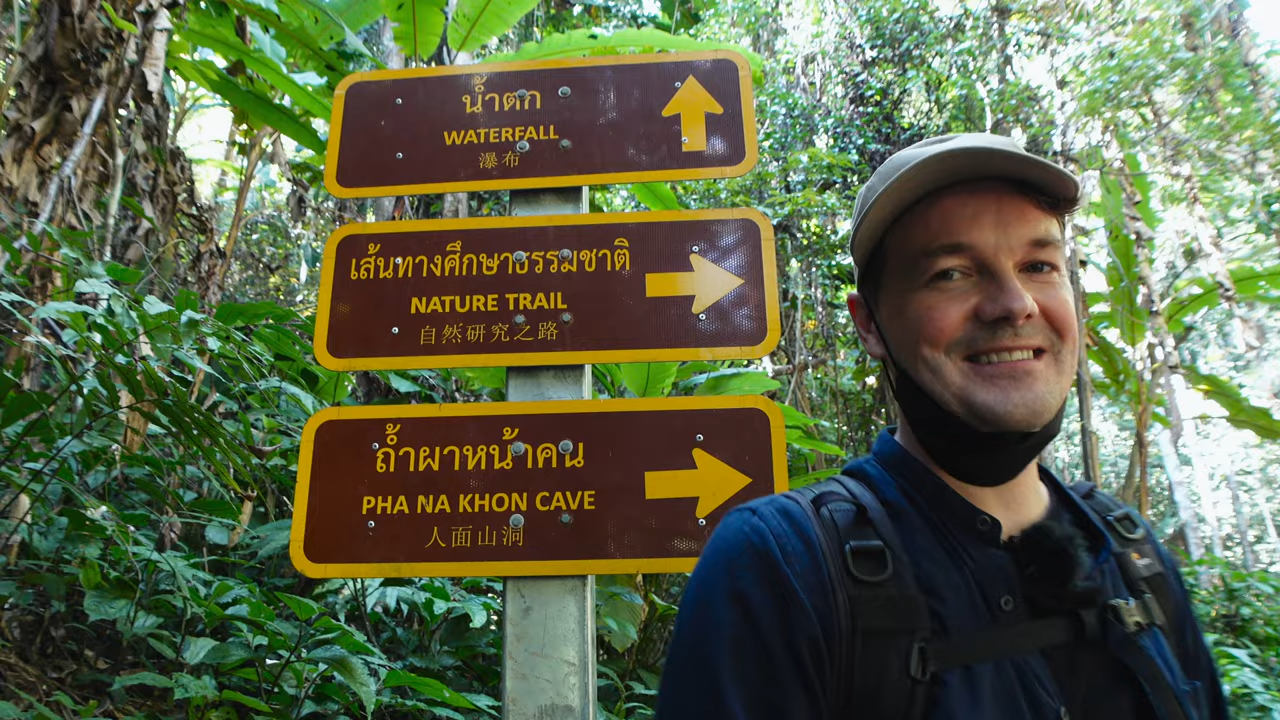 น้ำตก
WATERFALL
瀑布
เส้นทางศึกษาธรรมชาติ
NATURE TRAIL
自然研究之路
ถ้ำผาหน้าคน
PHA NA KHON CAVE
人面山洞